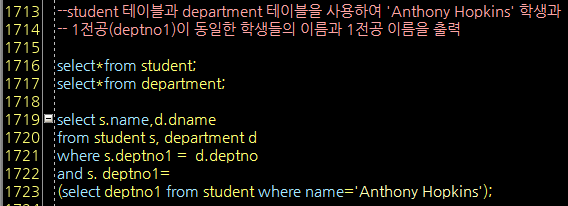 1713 --student 테이블과 department 테이블을 사용하여 'Anthony Hopkins' 학생과
1714 -- 1전공(deptno1)이 동일한 학생들의 이름과 1전공 이름을 출력
1715
1716 select*from student;
1717 select*from department;
1718
1719 select s.name,d.dname
1720 from student s, department d
1721 where s.deptno1 =  d.deptno
1722 and s. deptno1=
1723 (select deptno1 from student where name='Anthony Hopkins');